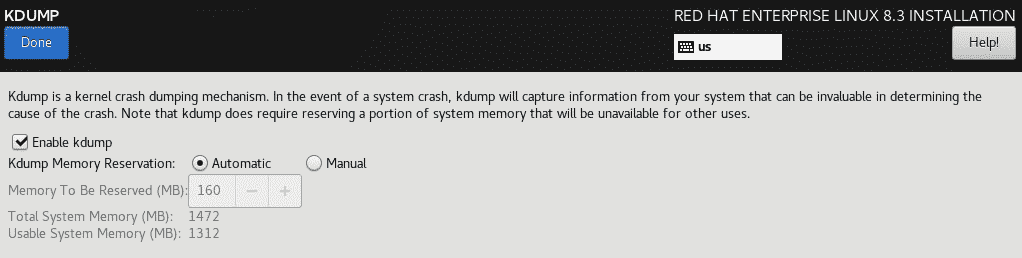 KDUMP
RED HAT ENTERPRISE LINUX 8.3 INSTALLATION
Done
us
Help!
Kdump is a kernel crash dumping mechanism. In the event of a system crash, kdump will capture information from your system that can be invaluable in determining the
cause of the crash. Note that kdump does require reserving a portion of system memory that will be unavailable for other uses.
Enable kdump
Kdump Memory Reservation: Automatic Manual
Memory To Be Reserved (MB): 160 − +
Total System Memory (MB): 1472
Usable System Memory (MB): 1312